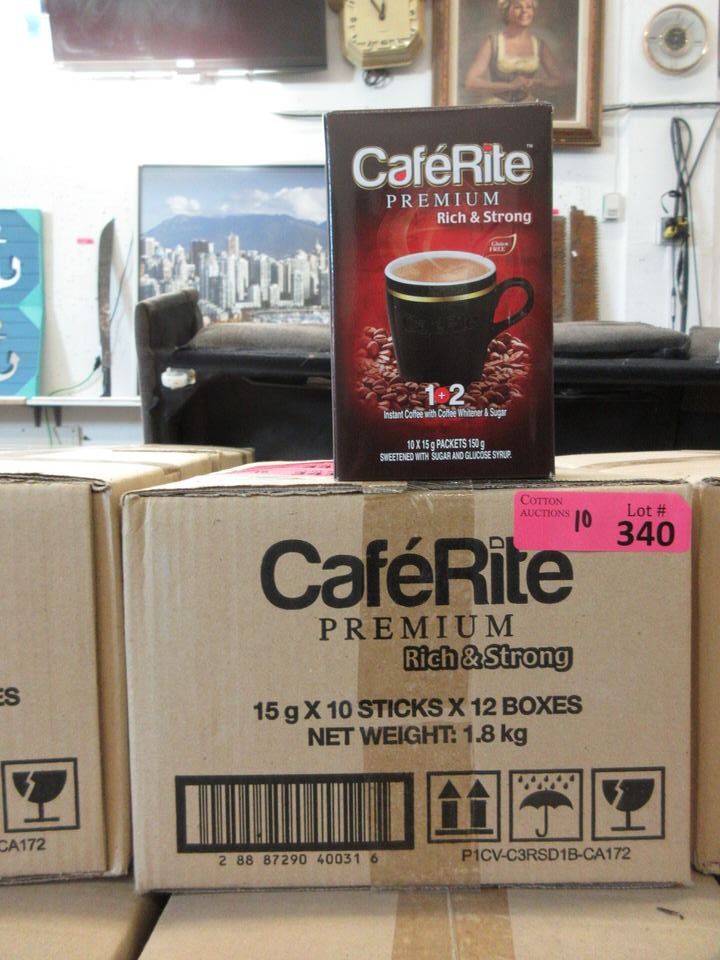 CaféRite™
PREMIUM
Rich & Strong
Gluten
FREE
1+2
Instant Coffee with Coffee Whitener & Sugar
10 X 15 g PACKETS 150 g
SWEETENED WITH SUGAR AND GLUCOSE SYRUP.
COTTON
AUCTIONS 10
Lot #
340
CaféRite
PREMIUM
Rich & Strong
15 g X 10 STICKS X 12 BOXES
NET WEIGHT: 1.8 kg
2 88 87290 40031 6
P1CV-C3RSD1B-CA172
ES
CA172